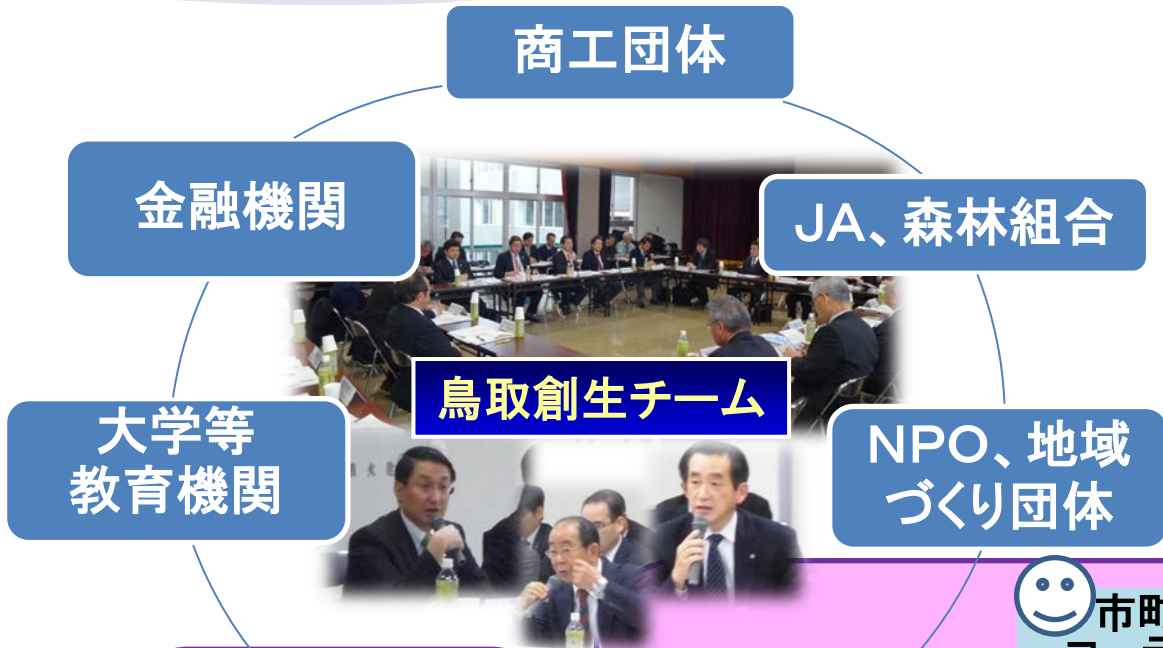 商工団体
金融機関
JA、森林組合
鳥取創生チーム
大学等
教育機関
NPO、地域
づくり団体
市町